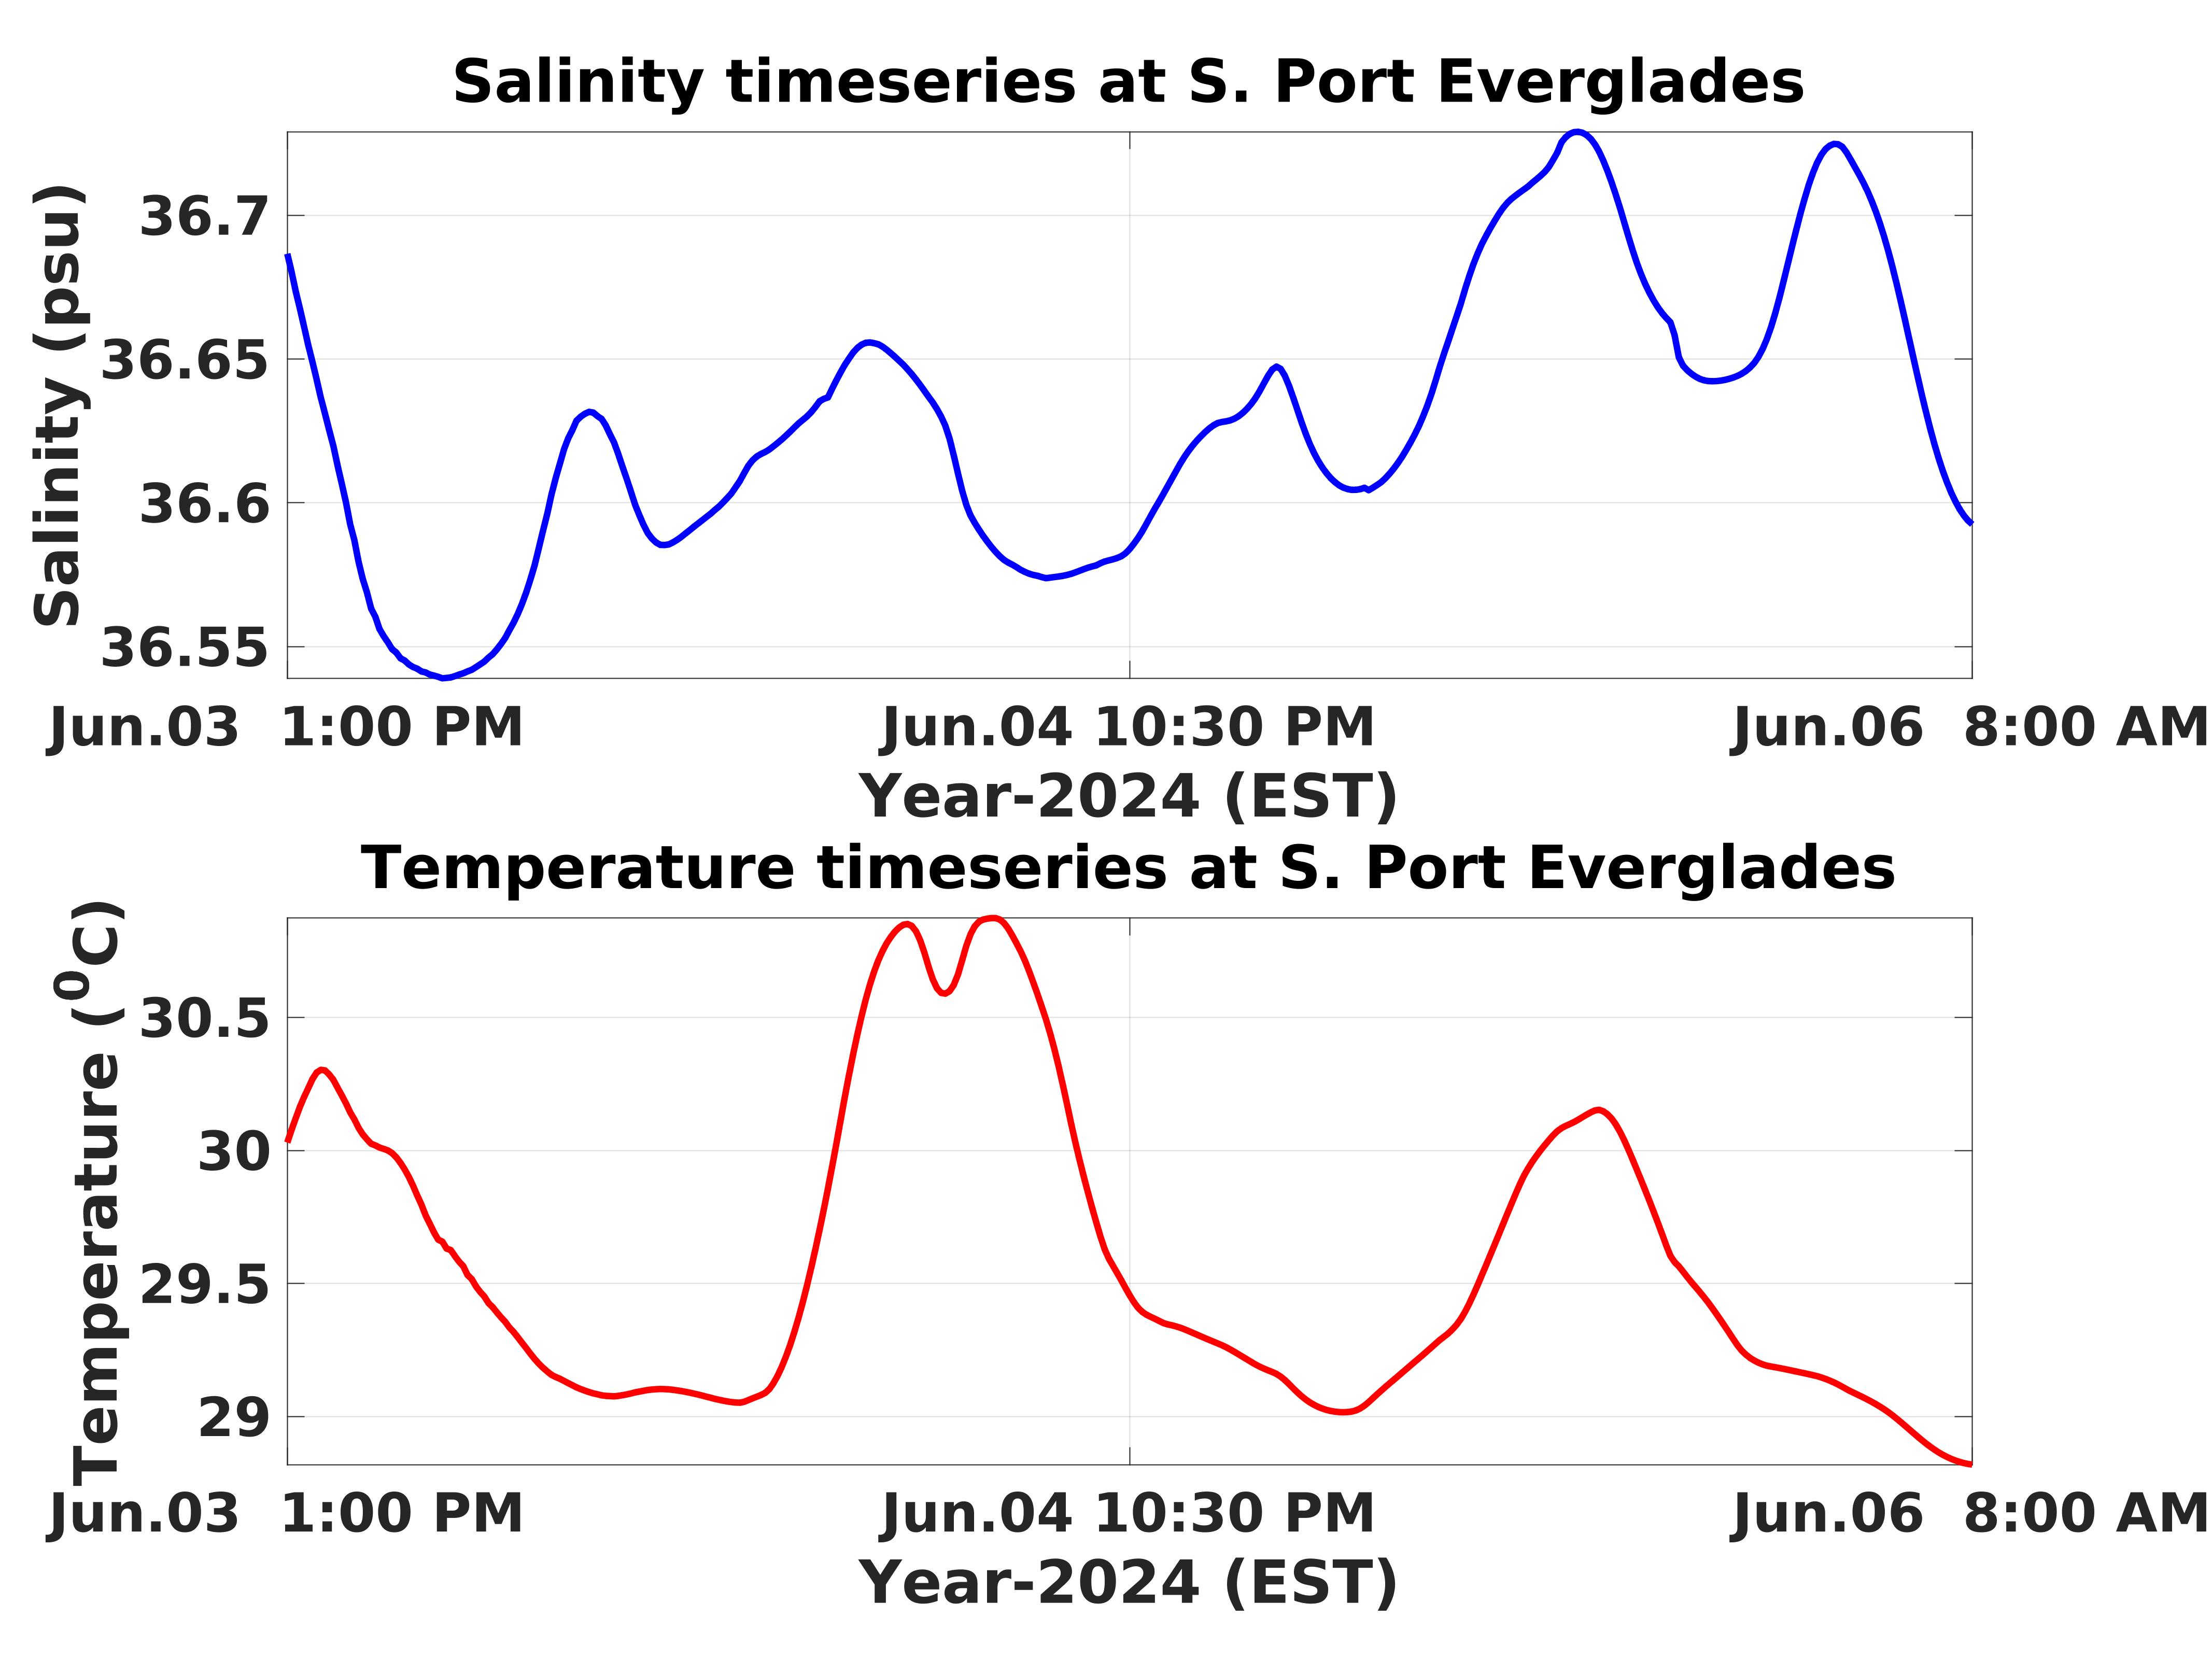 Salinity timeseries at S. Port Everglades
Salinity (psu)
36.7
36.65
36.6
36.55
Jun.03  1:00 PM Jun.04 10:30 PM Jun.06  8:00 AM
Year-2024 (EST)
Temperature timeseries at S. Port Everglades
Temperature (⁰C)
30.5
30
29.5
29
Jun.03  1:00 PM Jun.04 10:30 PM Jun.06  8:00 AM
Year-2024 (EST)